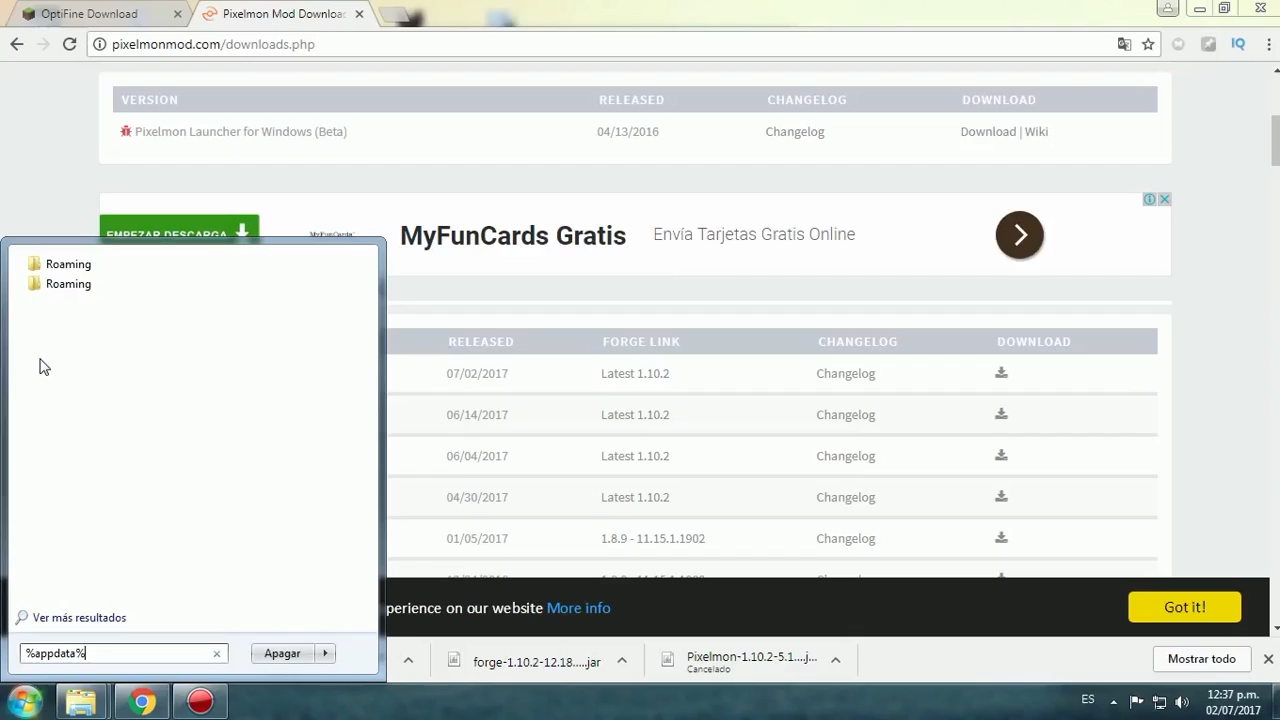 OptiFine Download
Pixelmon Mod Downloa
pixelmonmod.com/downloads.php
IQ
VERSION RELEASED CHANGELOG DOWNLOAD
Pixelmon Launcher for Windows (Beta) 04/13/2016 Changelog Download | Wiki
EMPEZAR DESCARGA
MyFunCards Gratis Envía Tarjetas Gratis Online
RELEASED FORGE LINK CHANGELOG DOWNLOAD
07/02/2017 Latest 1.10.2 Changelog
06/14/2017 Latest 1.10.2 Changelog
06/04/2017 Latest 1.10.2 Changelog
04/30/2017 Latest 1.10.2 Changelog
01/05/2017 1.8.9 - 11.15.1.1902 Changelog
perience on our website More info
Got it!
Roaming
Roaming
Ver más resultados
%appdata%
Apagar
forge-1.10.2-12.18.....jar
Pixelmon-1.10.2-5.1....j...
Cancelado
Mostrar todo
ES
12:37 p.m.
02/07/2017